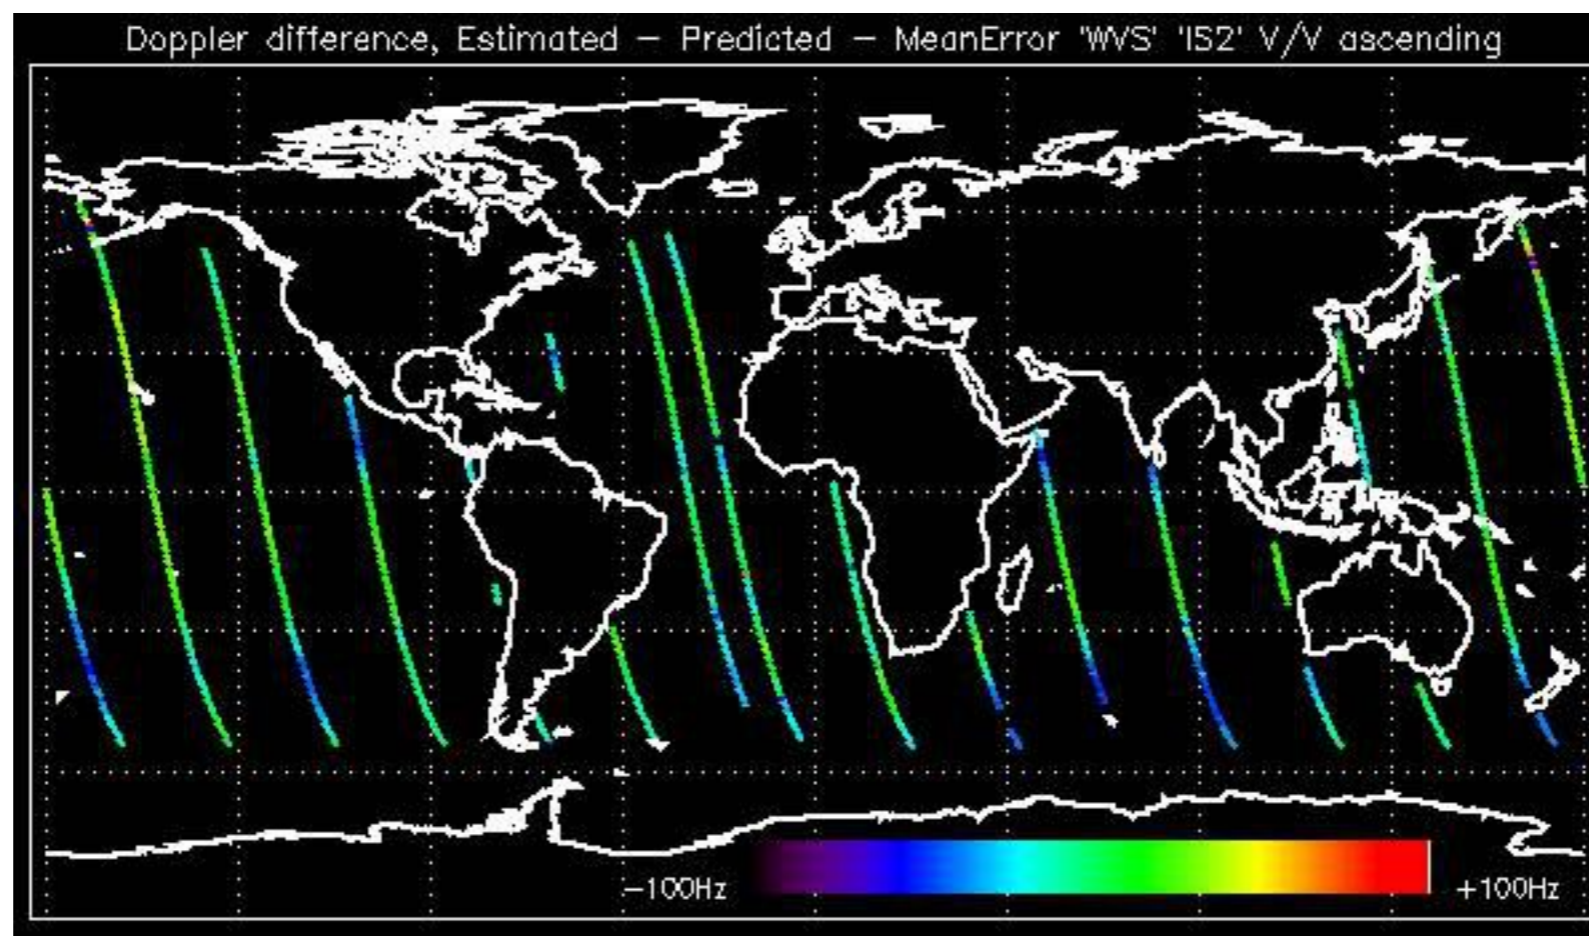 Doppler difference, Estimated – Predicted – MeanError 'WVS' 'IS2' V/V ascending
–100Hz +100Hz